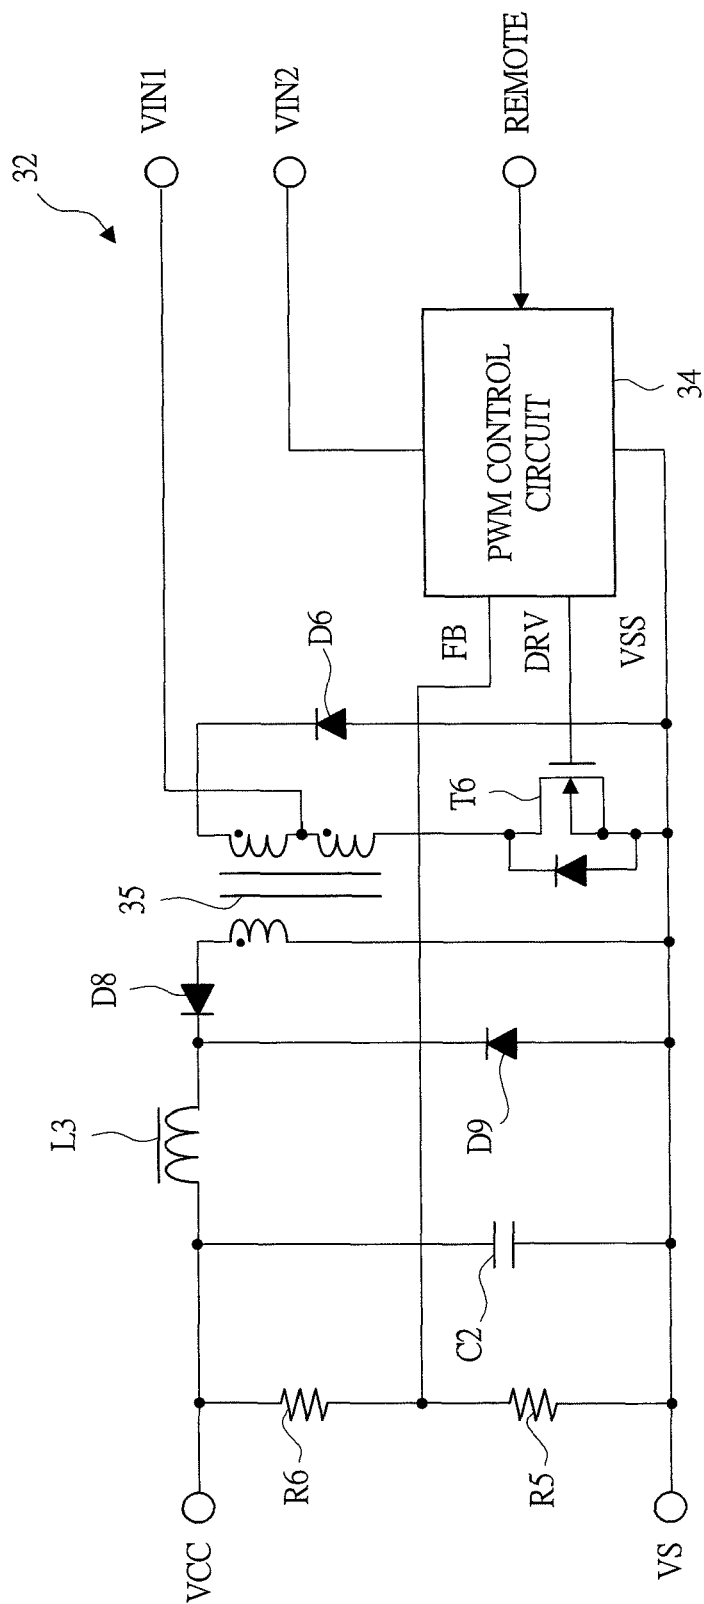 32
VIN1
VIN2
REMOTE
PWM CONTROL
CIRCUIT
34
FB
DRV
VSS
D6
T6
35
D8
D9
L3
C2
R6
R5
VCC
VS